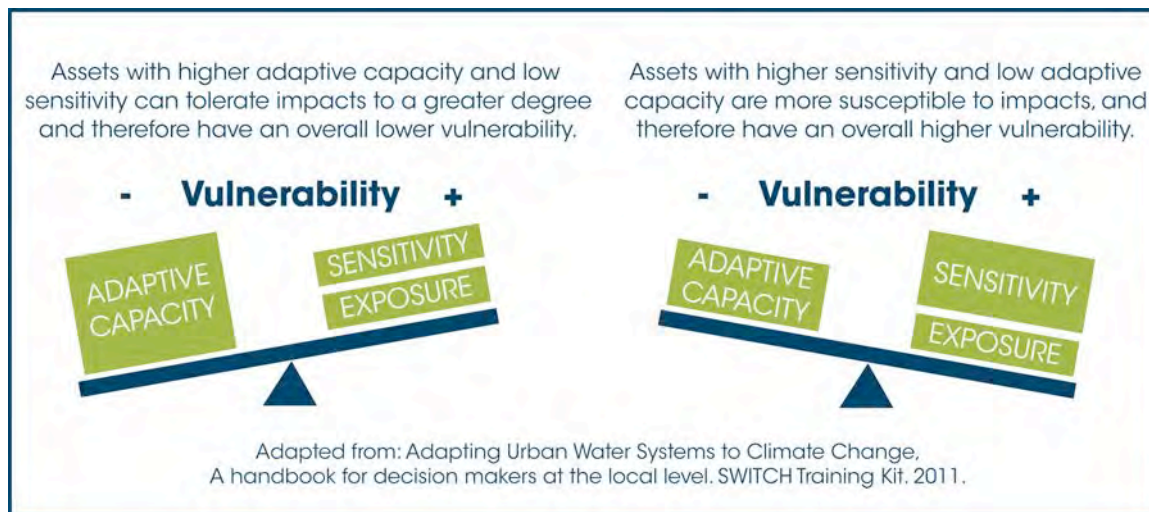 Assets with higher adaptive capacity and low
sensitivity can tolerate impacts to a greater degree
and therefore have an overall lower vulnerability.
- Vulnerability +
ADAPTIVE
CAPACITY
SENSITIVITY
EXPOSURE
Assets with higher sensitivity and low adaptive
capacity are more susceptible to impacts, and
therefore have an overall higher vulnerability.
- Vulnerability +
ADAPTIVE
CAPACITY
SENSITIVITY
EXPOSURE
Adapted from: Adapting Urban Water Systems to Climate Change,
A handbook for decision makers at the local level. SWITCH Training Kit. 2011.